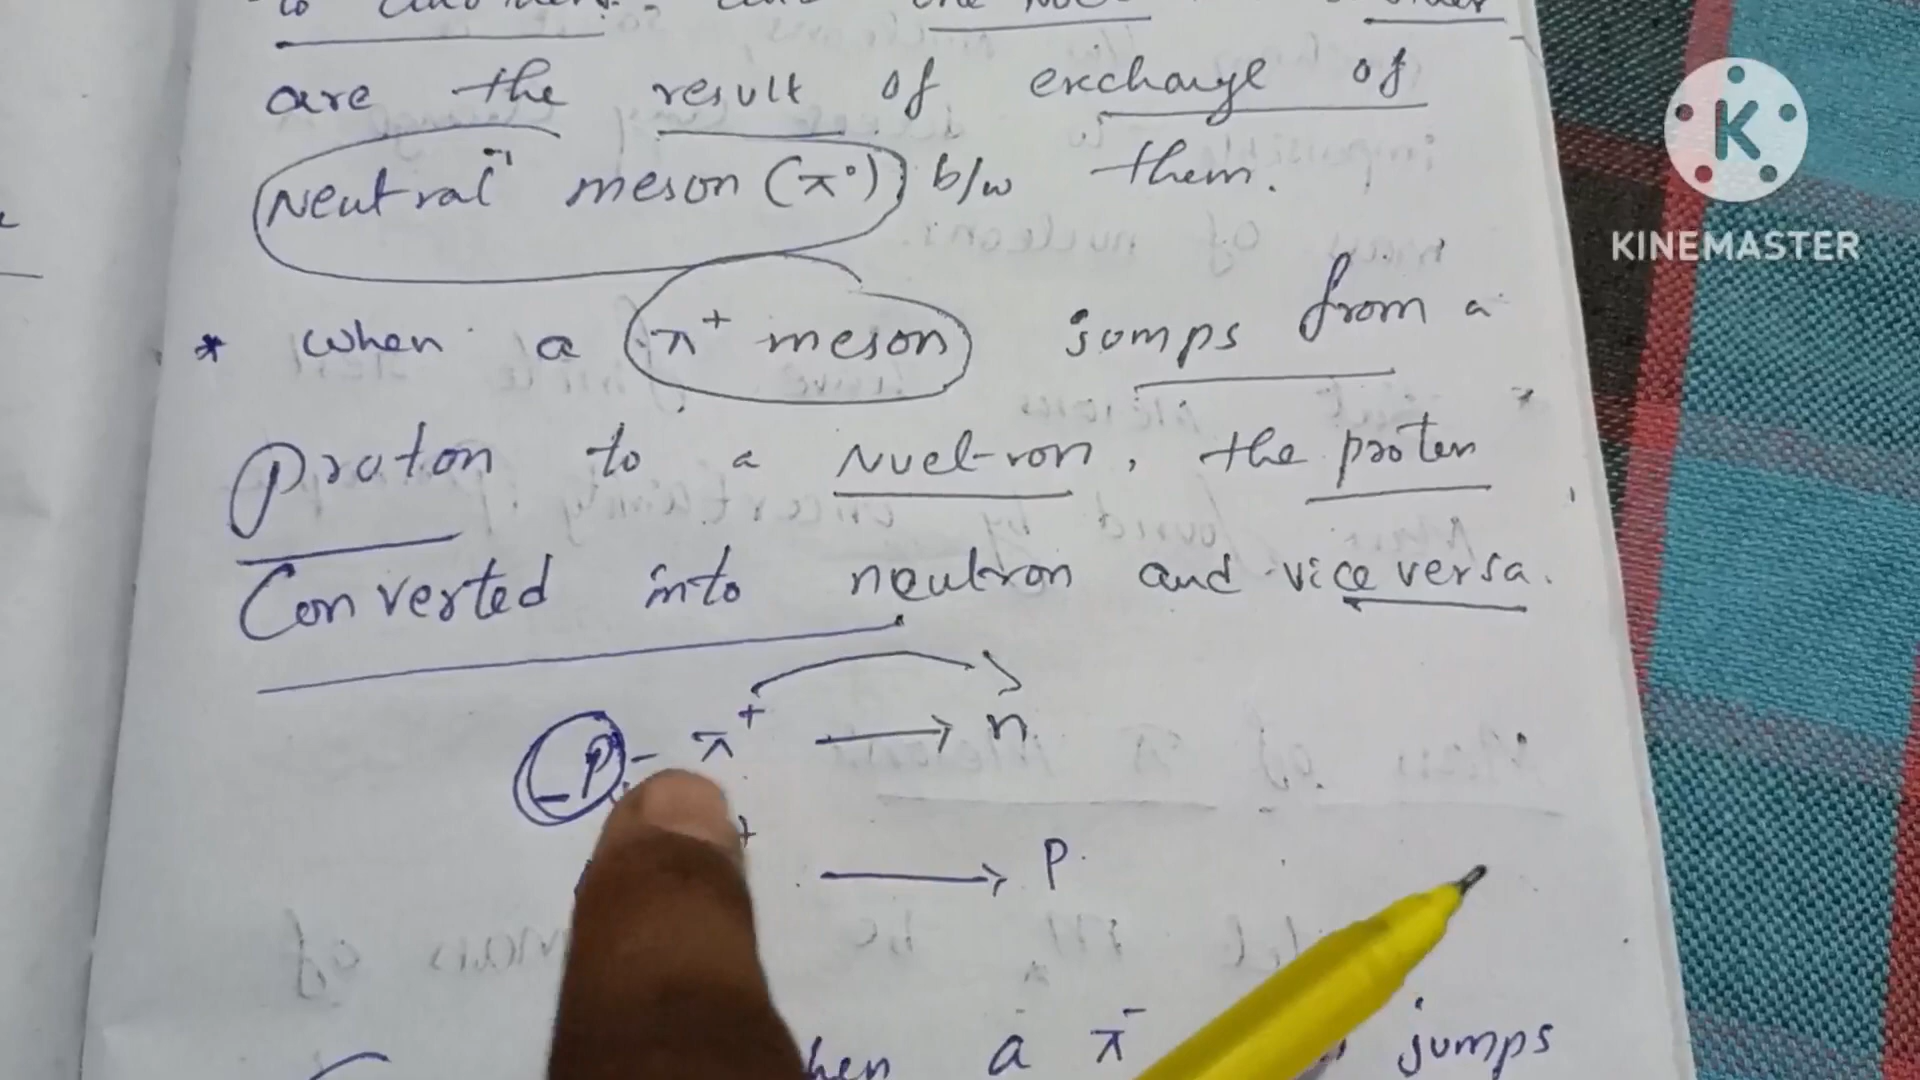 to
are the result of exchange of
Neutral meson (π°) b/w them.
* when a π⁺ meson jumps from a
proton to a Nuetron, the proton
Converted into neutron and vice versa.
p - π⁺ → n
+ → p
a π⁻ jumps
K
KINEMASTER